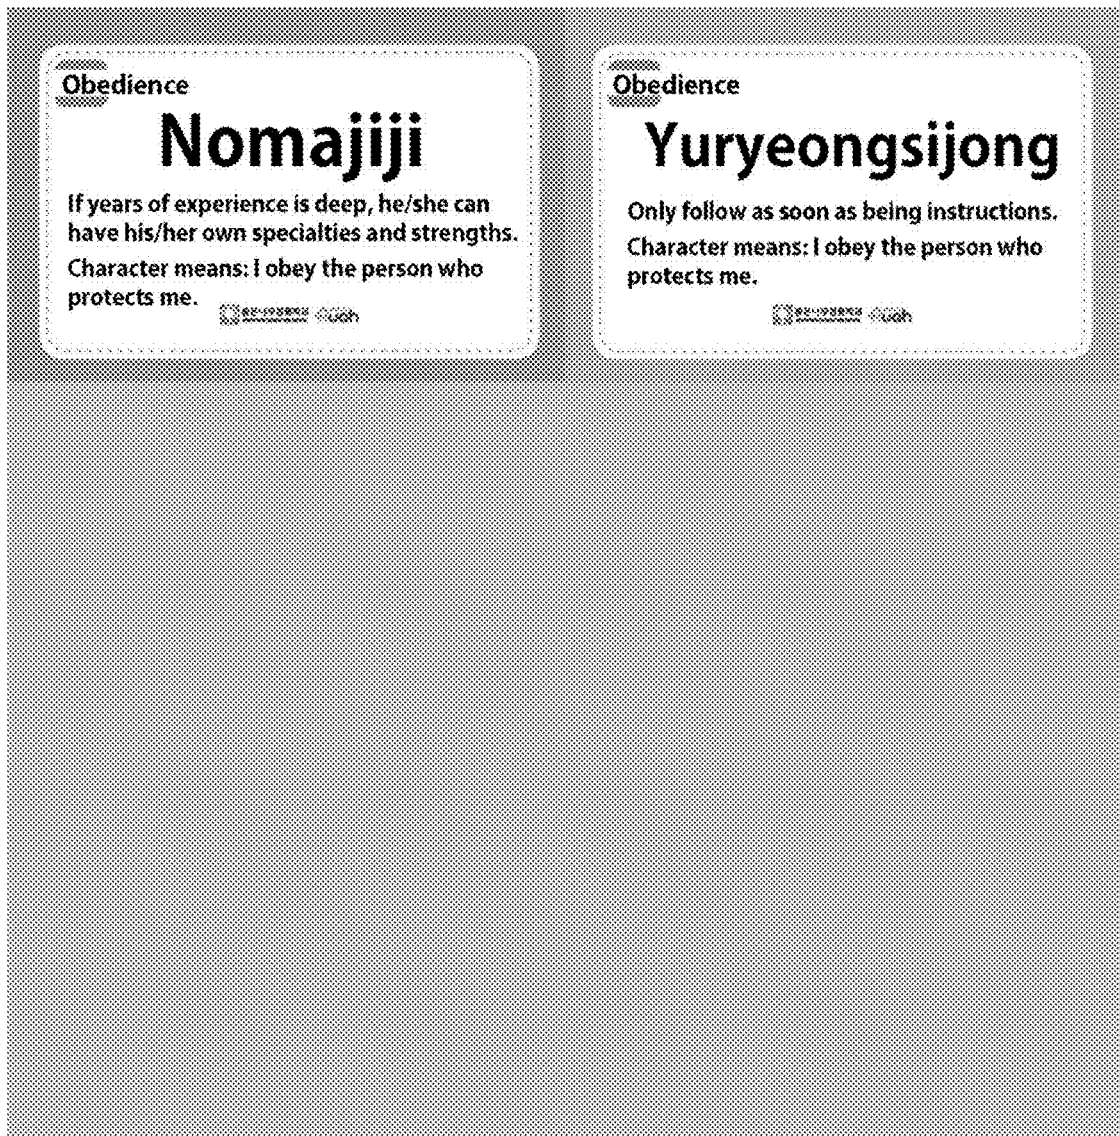 Obedience
Nomajiji
If years of experience is deep, he/she can
have his/her own specialties and strengths.
Character means: I obey the person who
protects me.
Obedience
Yuryeongsijong
Only follow as soon as being instructions.
Character means: I obey the person who
protects me.